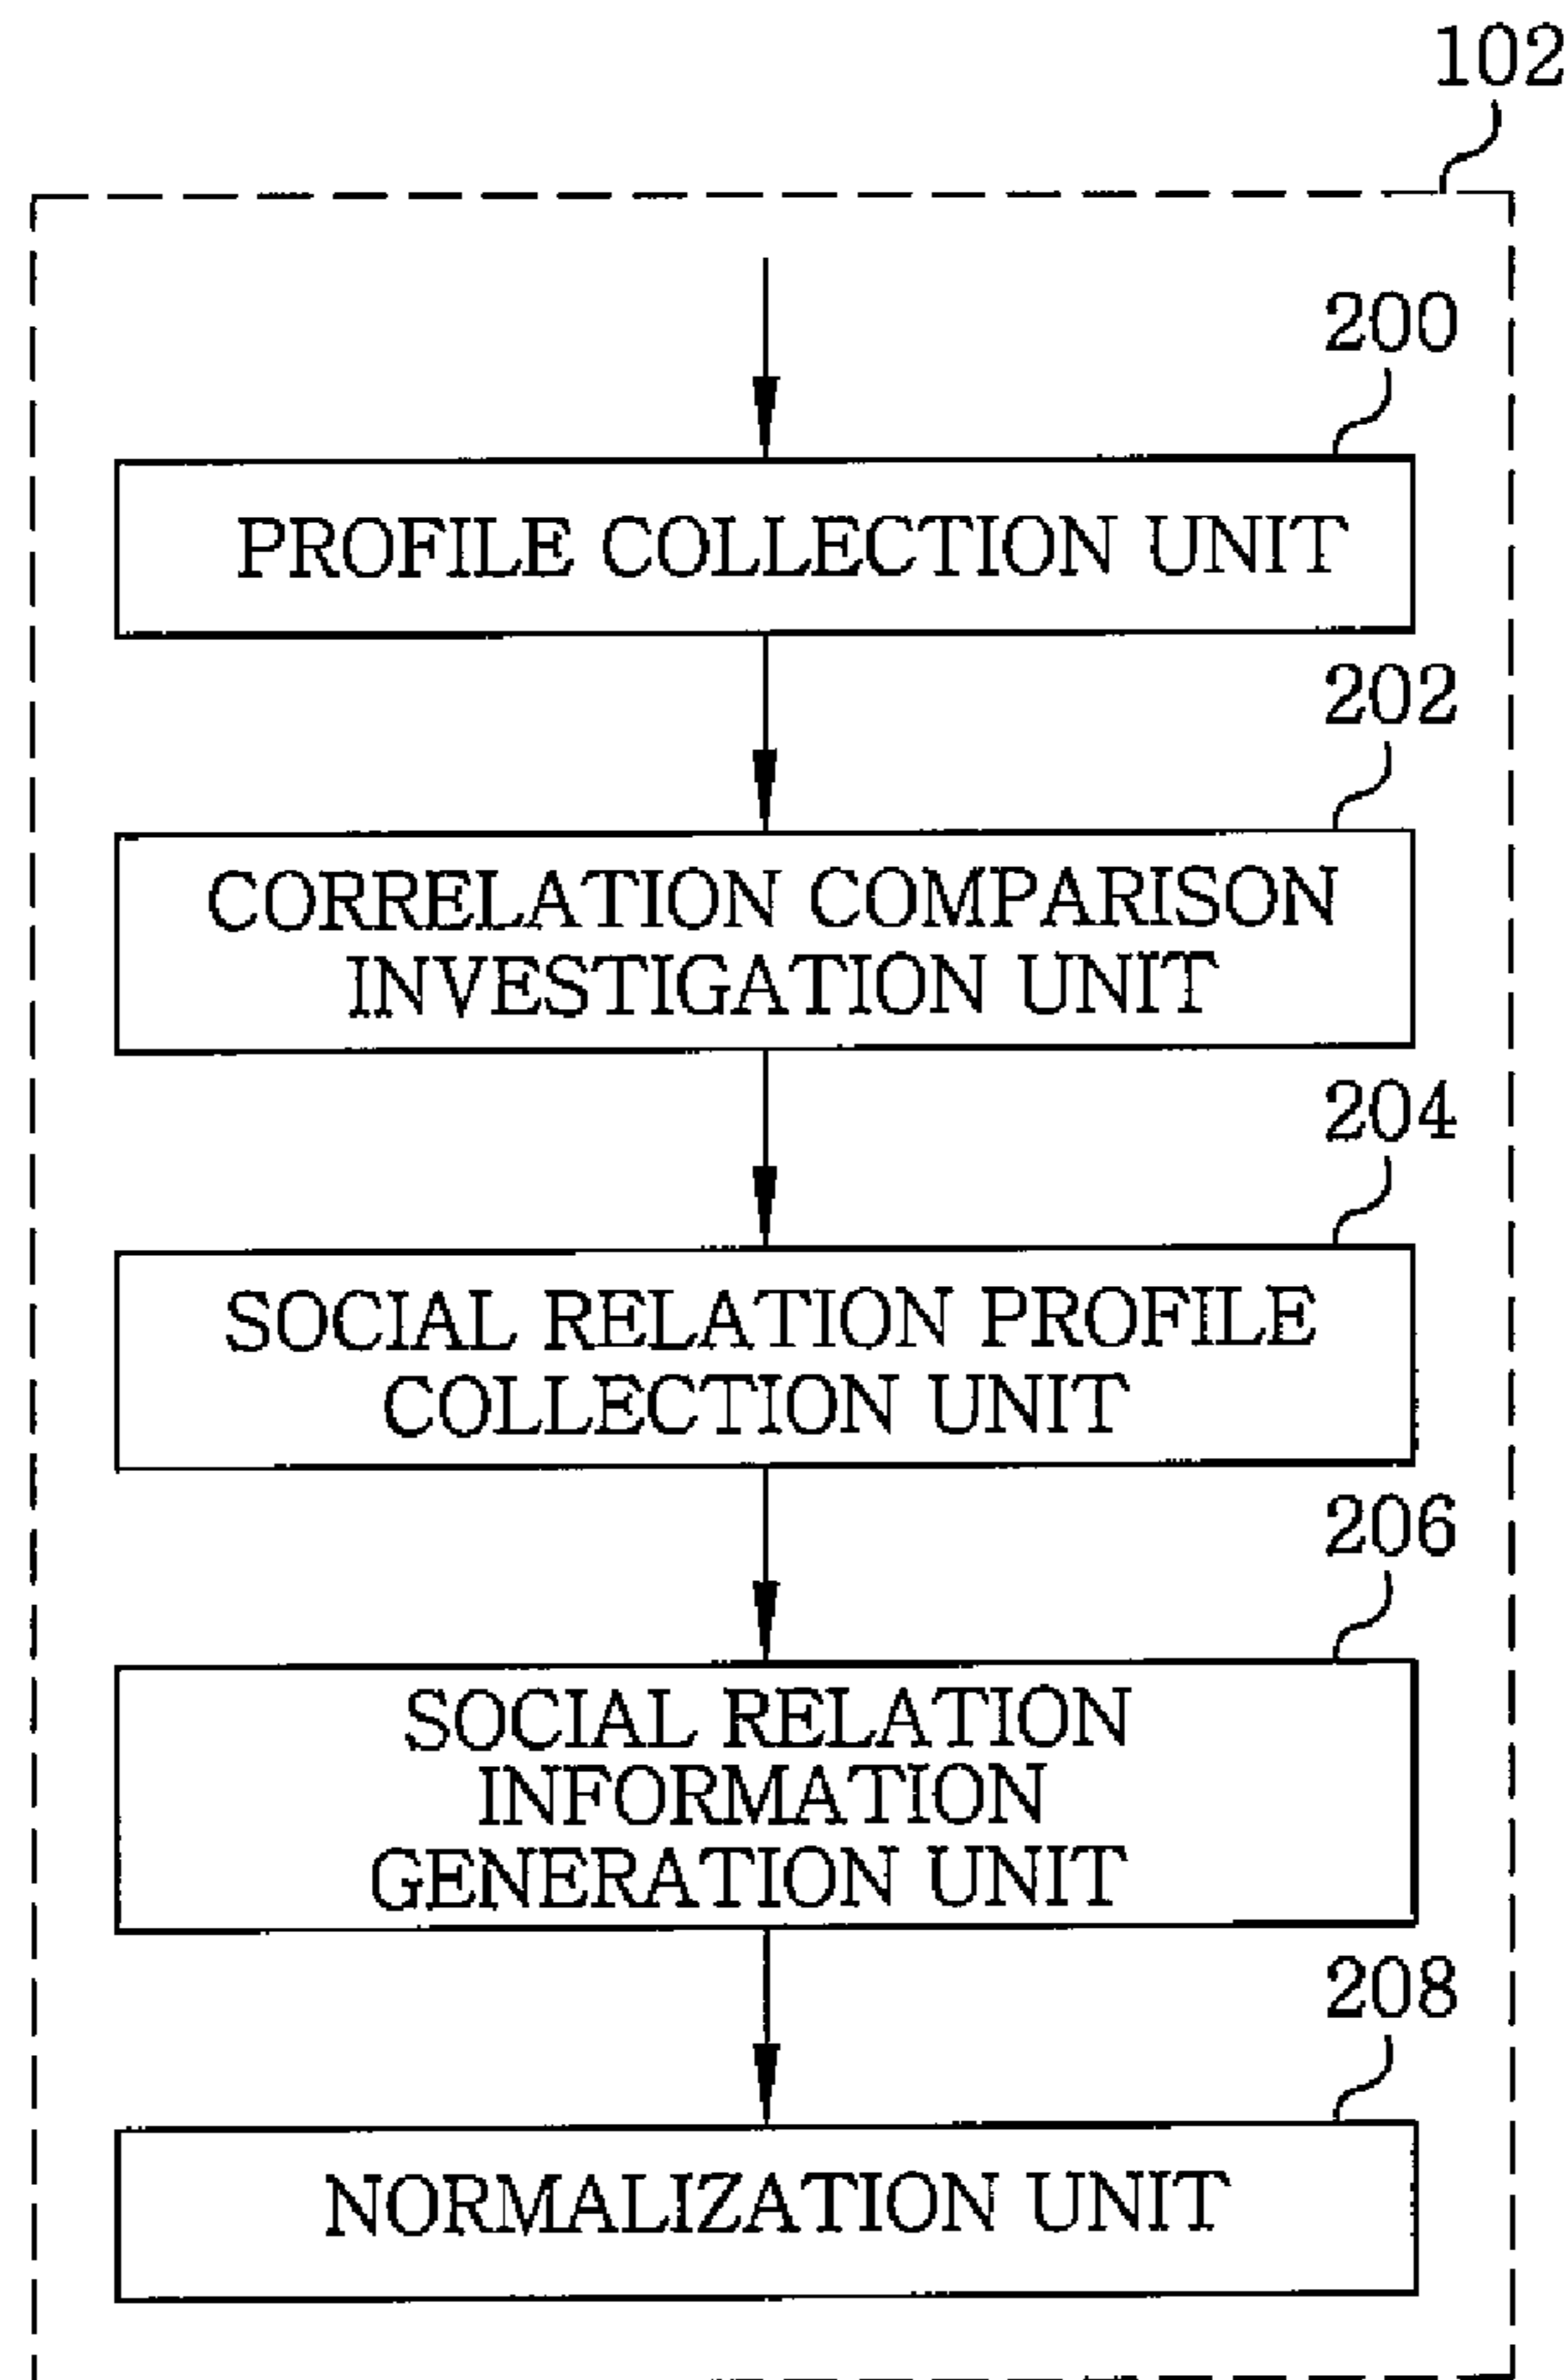 102
200
PROFILE COLLECTION UNIT
202
CORRELATION COMPARISON
INVESTIGATION UNIT
204
SOCIAL RELATION PROFILE
COLLECTION UNIT
206
SOCIAL RELATION
INFORMATION
GENERATION UNIT
208
NORMALIZATION UNIT